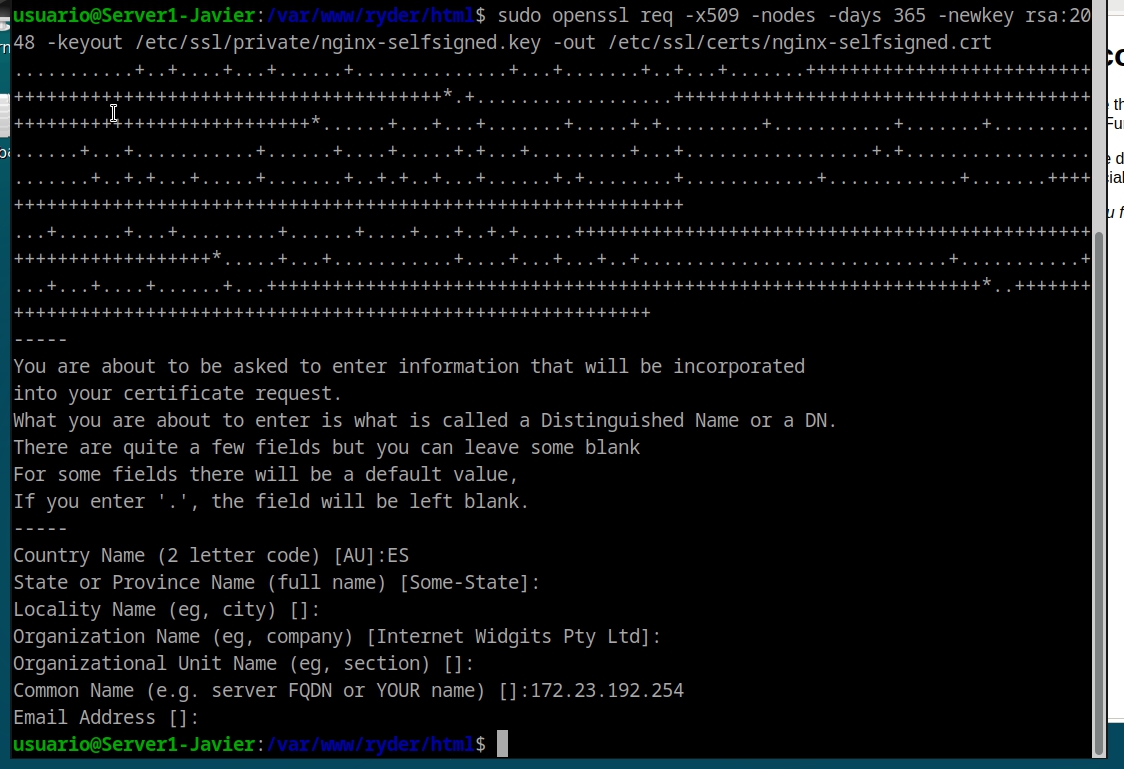 usuario@Server1-Javier:/var/www/ryder/html$ sudo openssl req -x509 -nodes -days 365 -newkey rsa:20
48 -keyout /etc/ssl/private/nginx-selfsigned.key -out /etc/ssl/certs/nginx-selfsigned.crt
-----
You are about to be asked to enter information that will be incorporated
into your certificate request.
What you are about to enter is what is called a Distinguished Name or a DN.
There are quite a few fields but you can leave some blank
For some fields there will be a default value,
If you enter '.', the field will be left blank.
-----
Country Name (2 letter code) [AU]:ES
State or Province Name (full name) [Some-State]:
Locality Name (eg, city) []:
Organization Name (eg, company) [Internet Widgits Pty Ltd]:
Organizational Unit Name (eg, section) []:
Common Name (e.g. server FQDN or YOUR name) []:172.23.192.254
Email Address []:
usuario@Server1-Javier:/var/www/ryder/html$